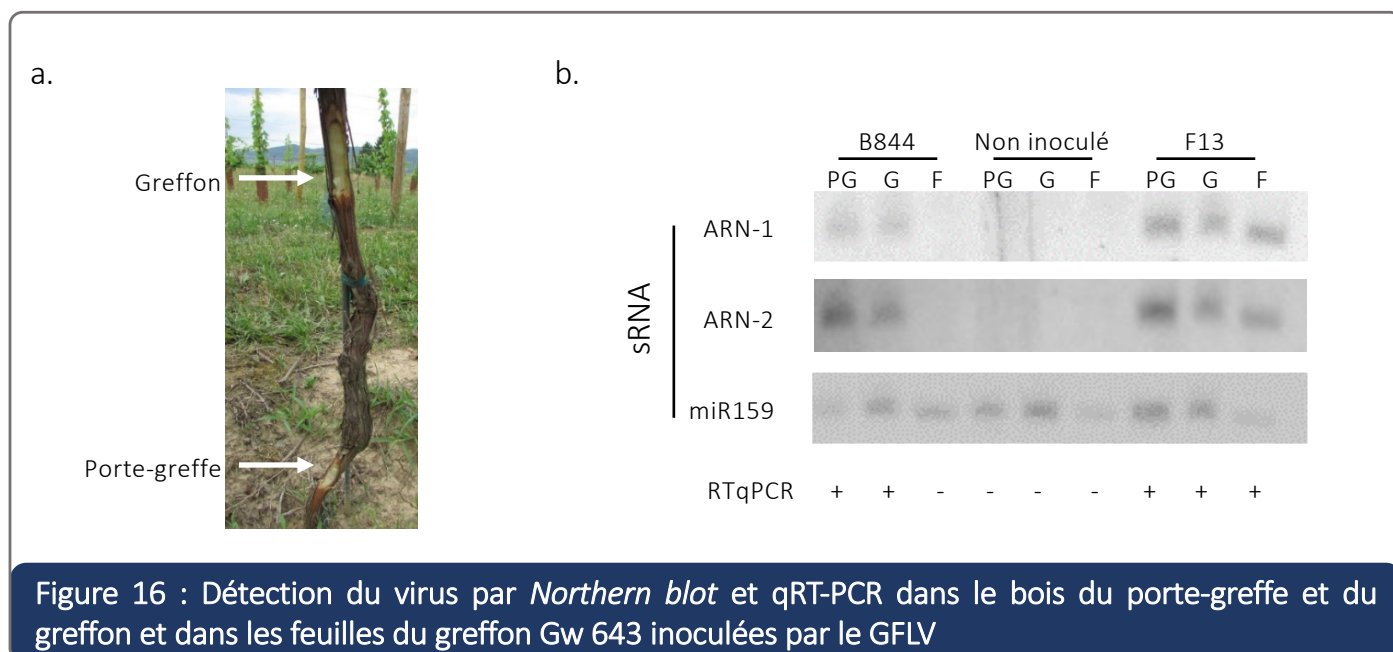 a.
b.
Greffon
Porte-greffe
B844 Non inoculé F13
PG G F PG G F PG G F
ARN-1
ARN-2
miR159
sRNA
RTqPCR + + - - - - + + +
Figure 16 : Détection du virus par Northern blot et qRT-PCR dans le bois du porte-greffe et du
greffon et dans les feuilles du greffon Gw 643 inoculées par le GFLV